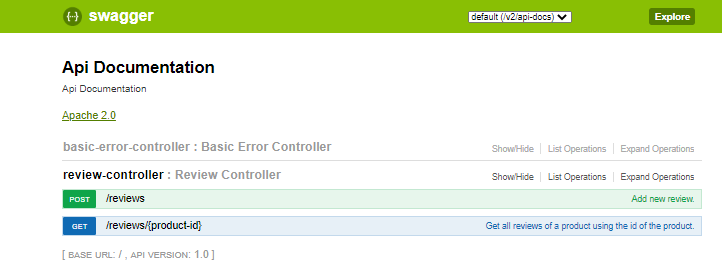 {··} swagger default (/v2/api-docs) Explore
Api Documentation
Api Documentation
Apache 2.0
basic-error-controller : Basic Error Controller Show/Hide List Operations Expand Operations
review-controller : Review Controller Show/Hide List Operations Expand Operations
POST /reviews Add new review.
GET /reviews/{product-id} Get all reviews of a product using the id of the product.
[ BASE URL: / , API VERSION: 1.0 ]